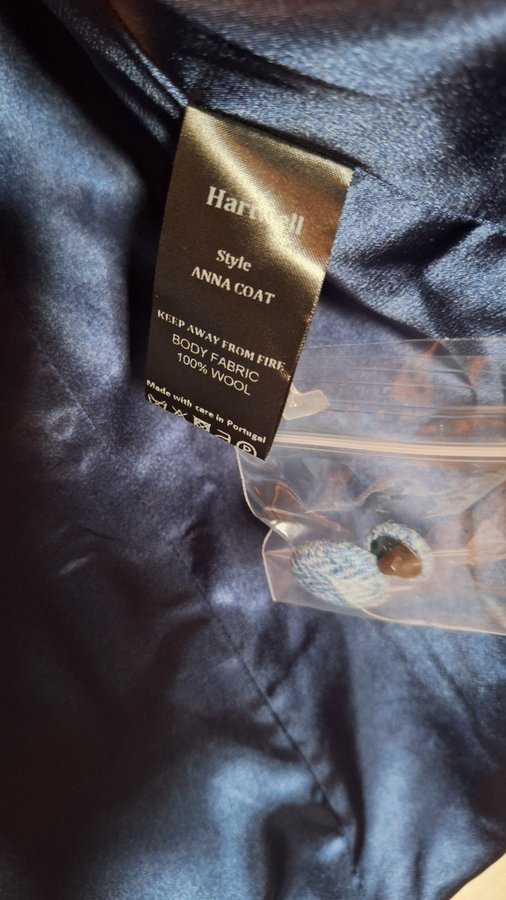 Hartwell
Style
ANNA COAT
KEEP AWAY FROM FIRE
BODY FABRIC
100% WOOL
Made with care in Portugal
P